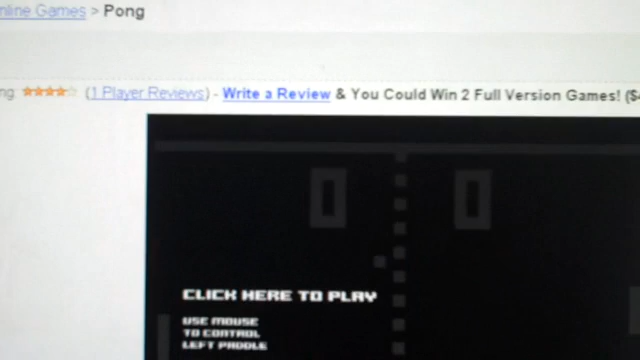 nline Games > Pong
ng: (1 Player Reviews) - Write a Review & You Could Win 2 Full Version Games! ($
0 0
CLICK HERE TO PLAY
USE MOUSE
TO CONTROL
LEFT PADDLE